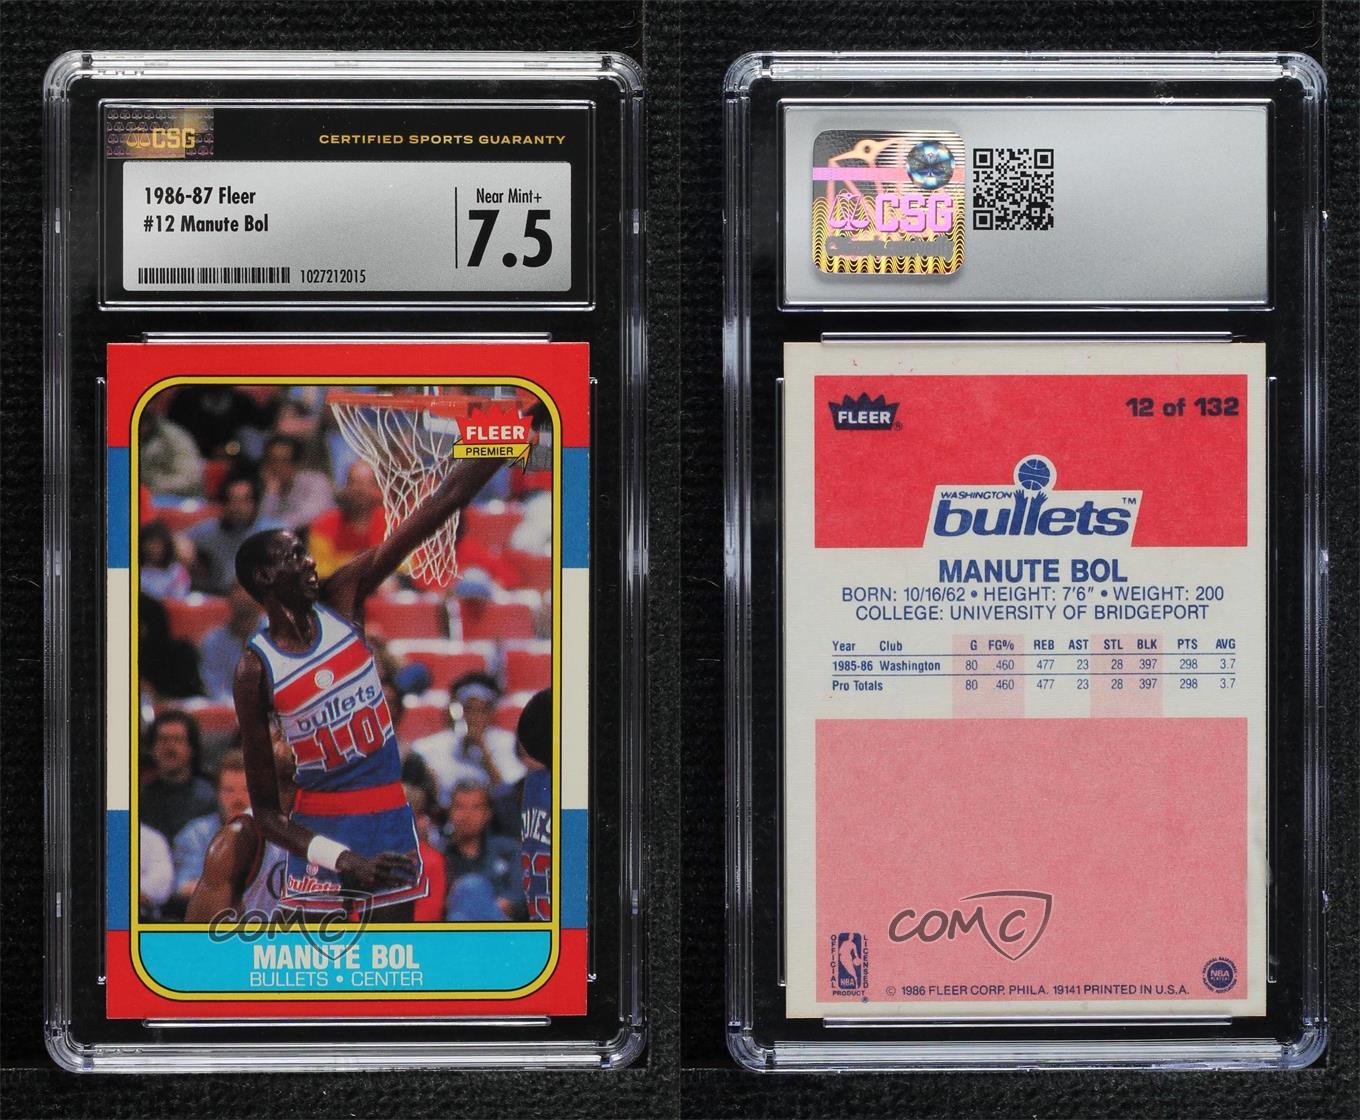 CSG
CERTIFIED SPORTS GUARANTY
1986-87 Fleer
#12 Manute Bol
Near Mint+
7.5
1027212015
FLEER
PREMIER
bullets
10
bullets
COMC
MANUTE BOL
BULLETS • CENTER
CSG
FLEER®
12 of 132
WASHINGTON
bullets™
MANUTE BOL
BORN: 10/16/62 • HEIGHT: 7'6" • WEIGHT: 200
COLLEGE: UNIVERSITY OF BRIDGEPORT
Year Club G FG% REB AST STL BLK PTS AVG
1985-86 Washington 80 .460 477 23 28 397 298 3.7
Pro Totals 80 .460 477 23 28 397 298 3.7
COMC
OFFICIAL LICENSED
NBA
PRODUCT®
© 1986 FLEER CORP. PHILA. 19141 PRINTED IN U.S.A.
NBA